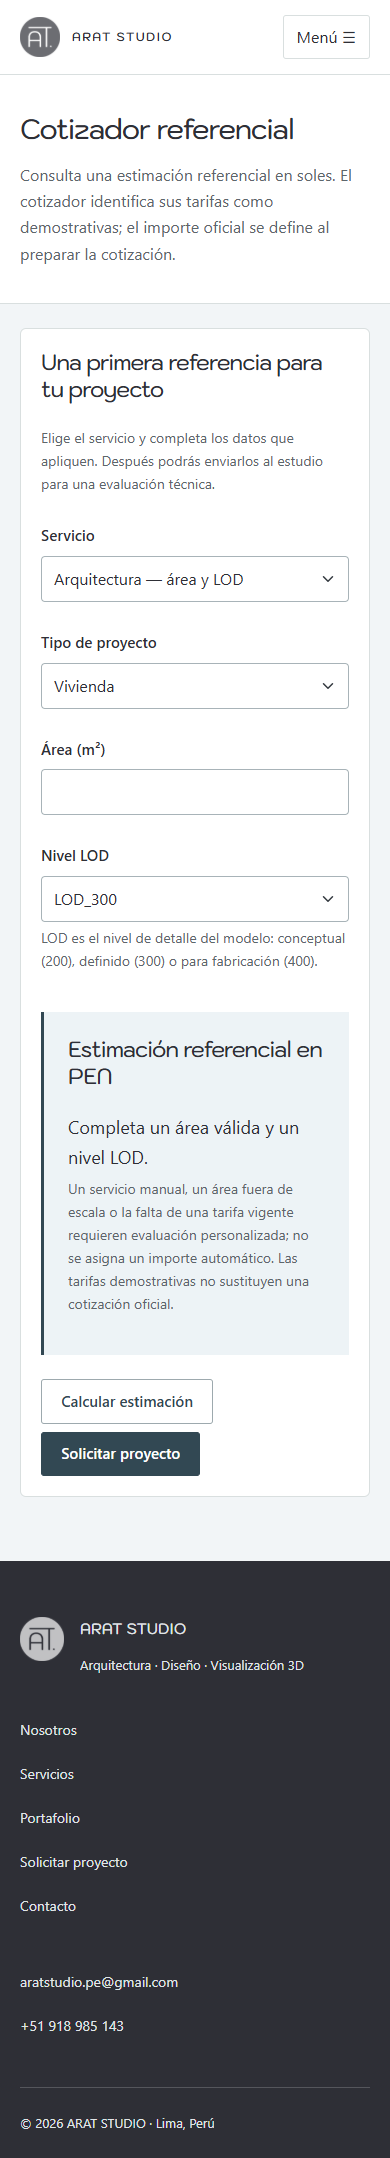 AT.
ARAT STUDIO
Menú ☰
Cotizador referencial
Consulta una estimación referencial en soles. El
cotizador identifica sus tarifas como
demostrativas; el importe oficial se define al
preparar la cotización.
Una primera referencia para
tu proyecto
Elige el servicio y completa los datos que
apliquen. Después podrás enviarlos al estudio
para una evaluación técnica.
Servicio
Arquitectura — área y LOD
Tipo de proyecto
Vivienda
Área (m²)
Nivel LOD
LOD_300
LOD es el nivel de detalle del modelo: conceptual
(200), definido (300) o para fabricación (400).
Estimación referencial en
PEN
Completa un área válida y un
nivel LOD.
Un servicio manual, un área fuera de
escala o la falta de una tarifa vigente
requieren evaluación personalizada; no
se asigna un importe automático. Las
tarifas demostrativas no sustituyen una
cotización oficial.
Calcular estimación
Solicitar proyecto
AT.
ARAT STUDIO
Arquitectura · Diseño · Visualización 3D
Nosotros
Servicios
Portafolio
Solicitar proyecto
Contacto
aratstudio.pe@gmail.com
+51 918 985 143
© 2026 ARAT STUDIO · Lima, Perú